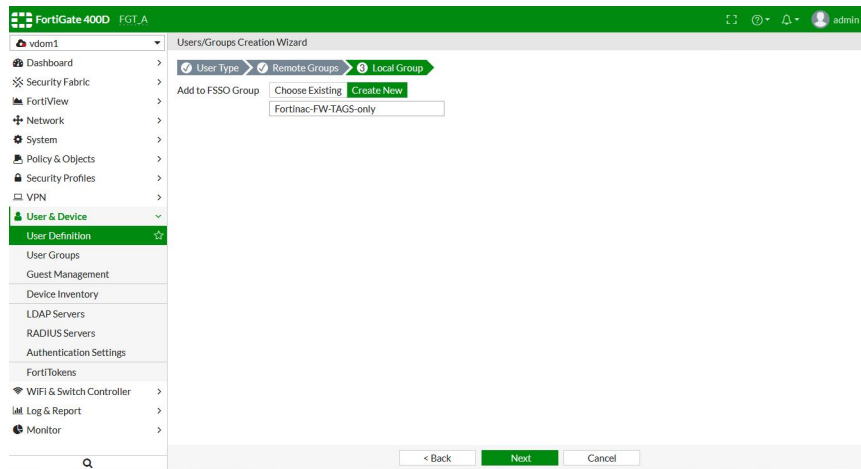 FortiGate 400D FGT_A
admin
vdom1
Users/Groups Creation Wizard
Dashboard
User Type
Remote Groups
3 Local Group
Security Fabric
Add to FSSO Group
Choose Existing
Create New
FortiView
Fortinac-FW-TAGS-only
Network
System
Policy & Objects
Security Profiles
VPN
User & Device
User Definition
User Groups
Guest Management
Device Inventory
LDAP Servers
RADIUS Servers
Authentication Settings
FortiTokens
WiFi & Switch Controller
Log & Report
Monitor
< Back
Next
Cancel